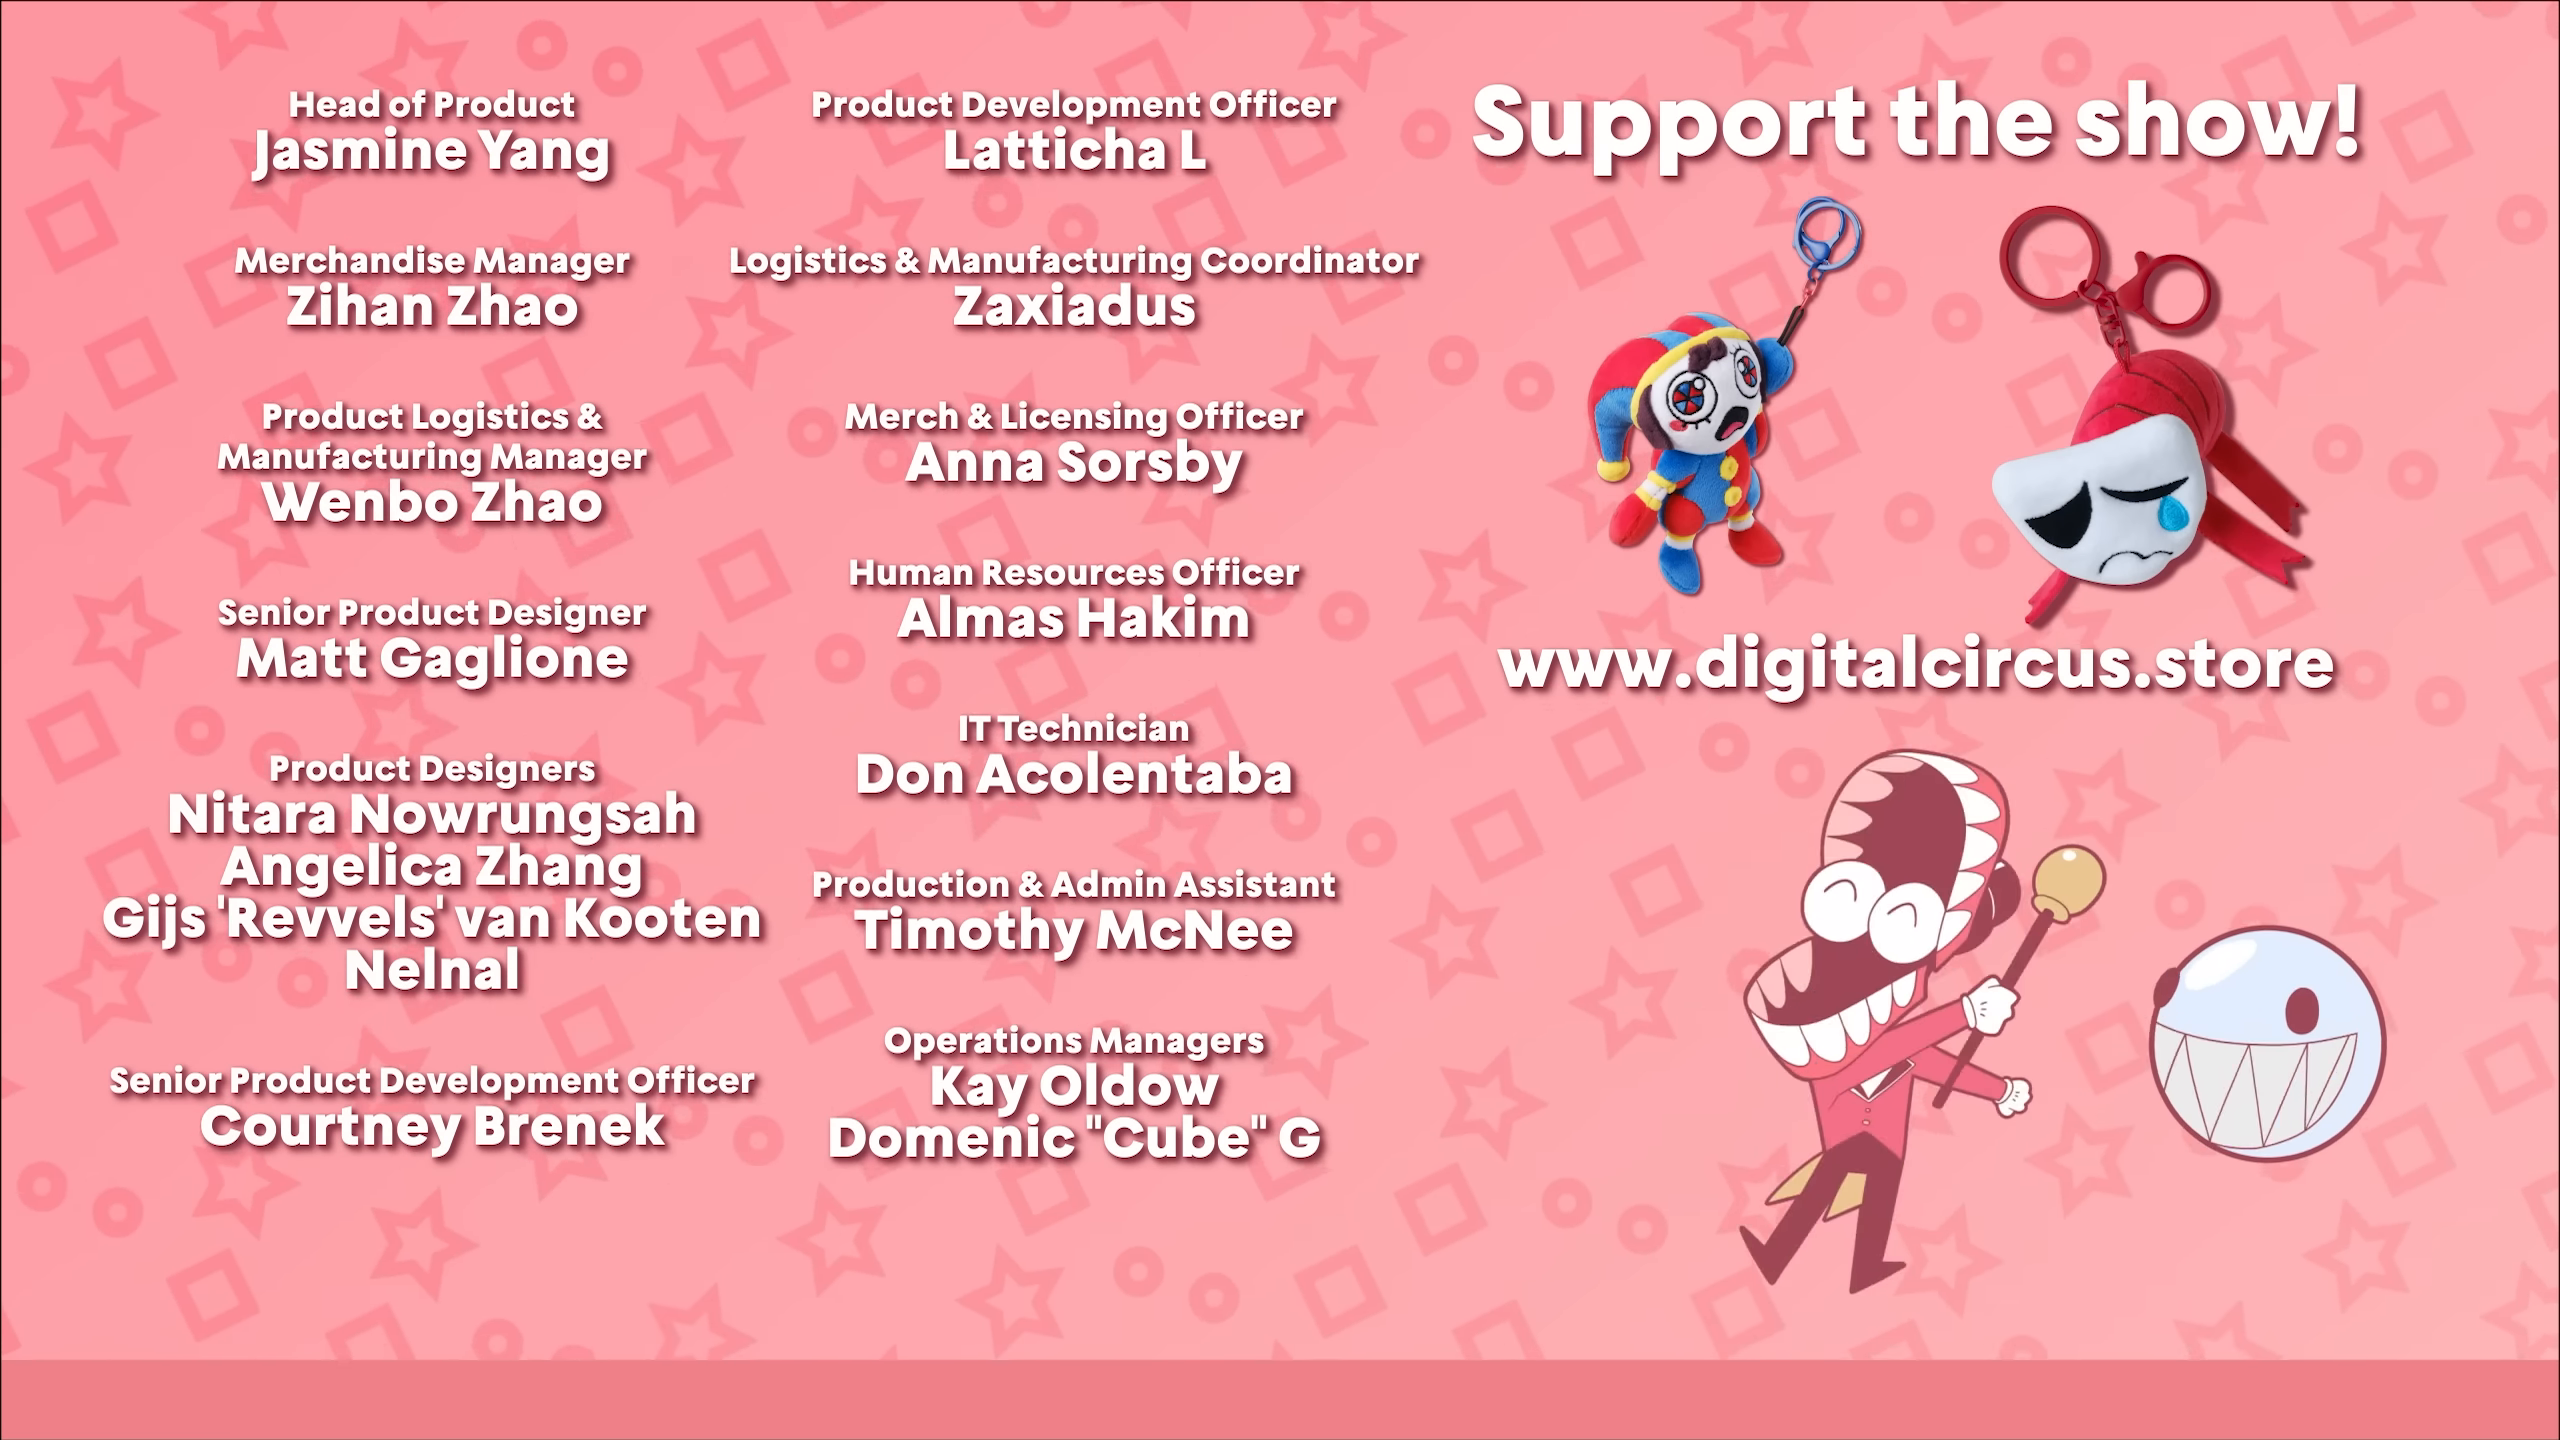 Head of Product
Jasmine Yang
Merchandise Manager
Zihan Zhao
Product Logistics &
Manufacturing Manager
Wenbo Zhao
Senior Product Designer
Matt Gaglione
Product Designers
Nitara Nowrungsah
Angelica Zhang
Gijs 'Revvels' van Kooten
Nelnal
Senior Product Development Officer
Courtney Brenek
Product Development Officer
Latticha L
Logistics & Manufacturing Coordinator
Zaxiadus
Merch & Licensing Officer
Anna Sorsby
Human Resources Officer
Almas Hakim
IT Technician
Don Acolentaba
Production & Admin Assistant
Timothy McNee
Operations Managers
Kay Oldow
Domenic "Cube" G
Support the show!
www.digitalcircus.store